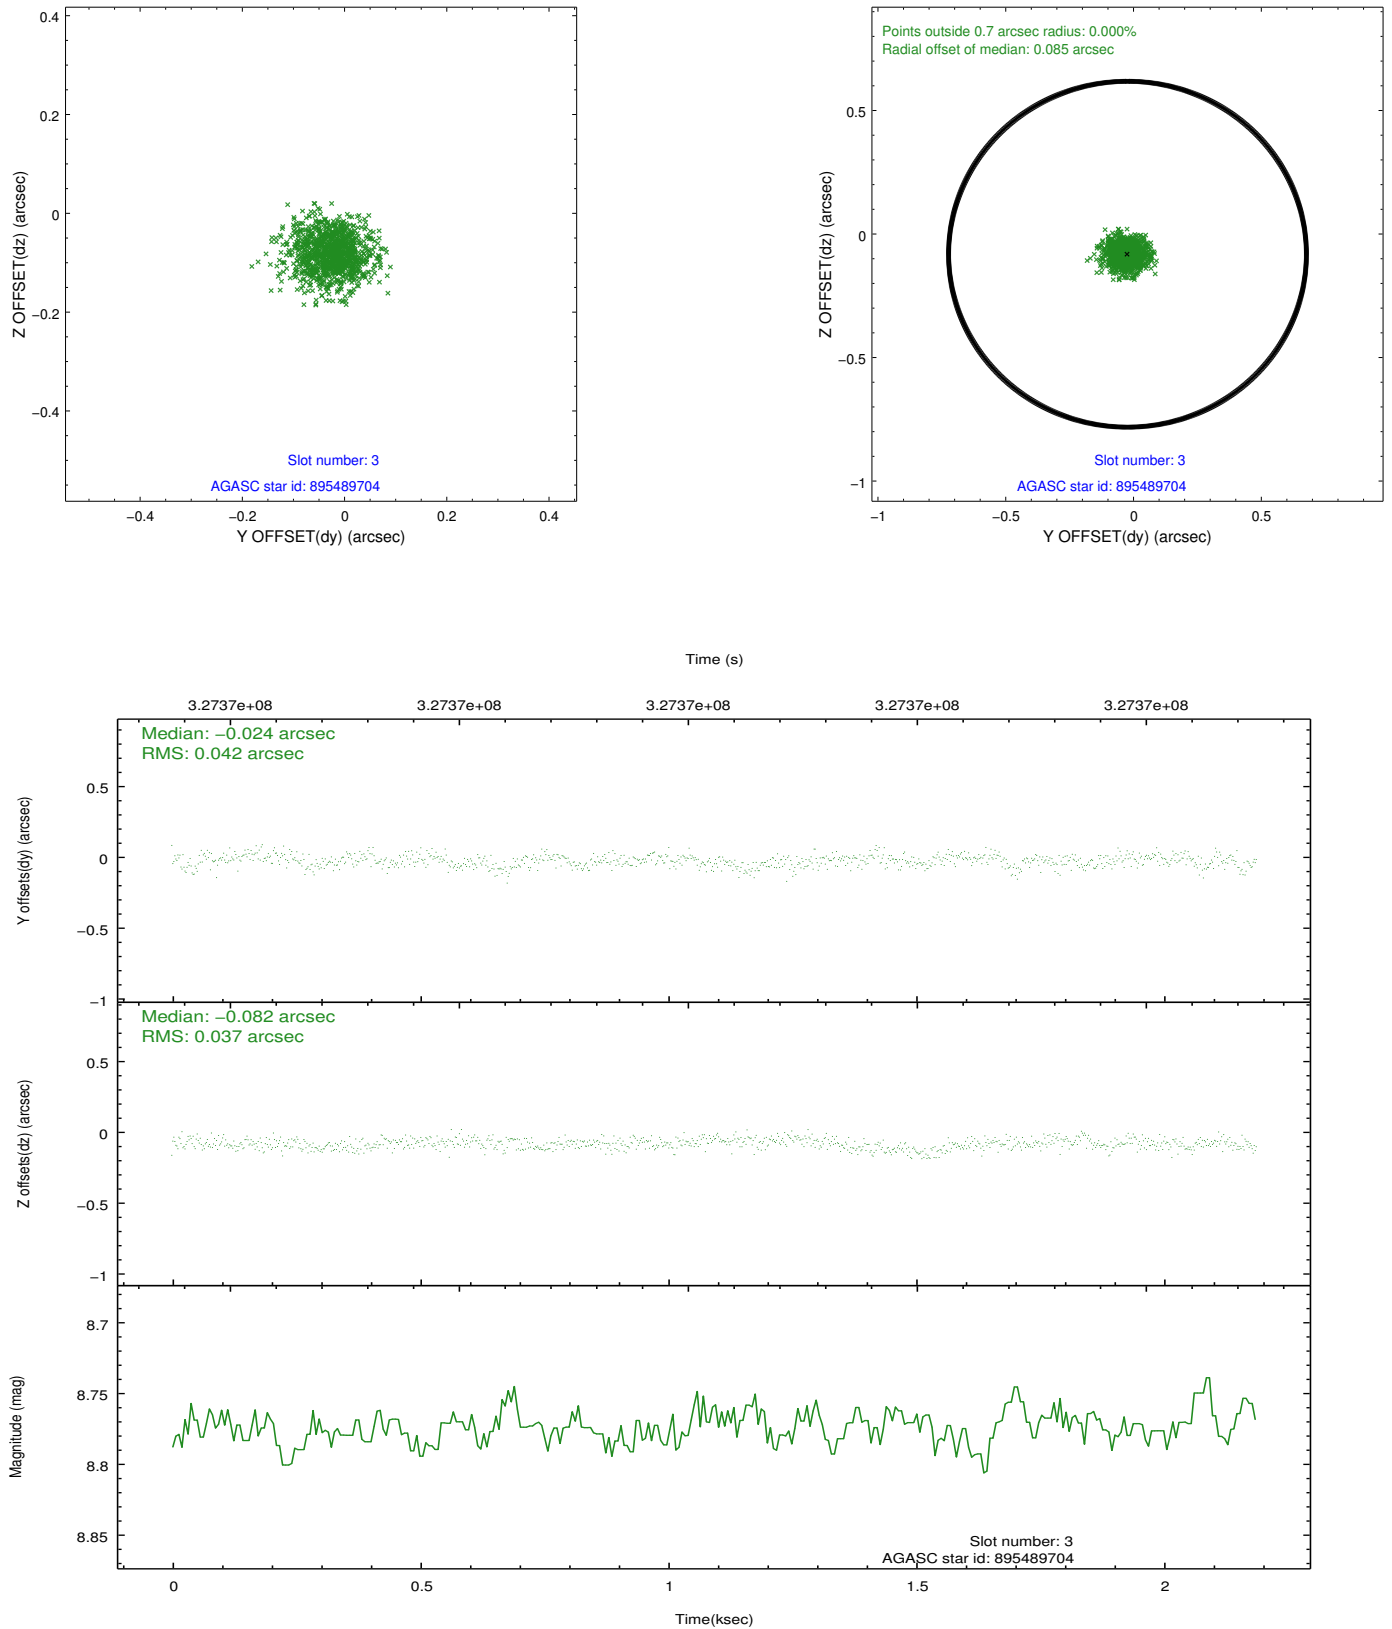 0.4
0.2
0
−0.2
−0.4
Z OFFSET(dz) (arcsec)
Slot number: 3
AGASC star id: 895489704
−0.4
−0.2
0
0.2
0.4
Y OFFSET(dy) (arcsec)
Points outside 0.7 arcsec radius: 0.000%
Radial offset of median: 0.085 arcsec
0.5
0
−0.5
−1
Z OFFSET(dz) (arcsec)
Slot number: 3
AGASC star id: 895489704
−1
−0.5
0
0.5
Y OFFSET(dy) (arcsec)
Time (s)
3.2737e+08
3.2737e+08
3.2737e+08
3.2737e+08
3.2737e+08
Median: −0.024 arcsec
RMS: 0.042 arcsec
0.5
0
−0.5
−1
Y offsets(dy) (arcsec)
Median: −0.082 arcsec
RMS: 0.037 arcsec
0.5
0
−0.5
−1
Z offsets(dz) (arcsec)
8.7
8.75
8.8
8.85
Magnitude (mag)
Slot number: 3
AGASC star id: 895489704
0
0.5
1
1.5
2
Time(ksec)